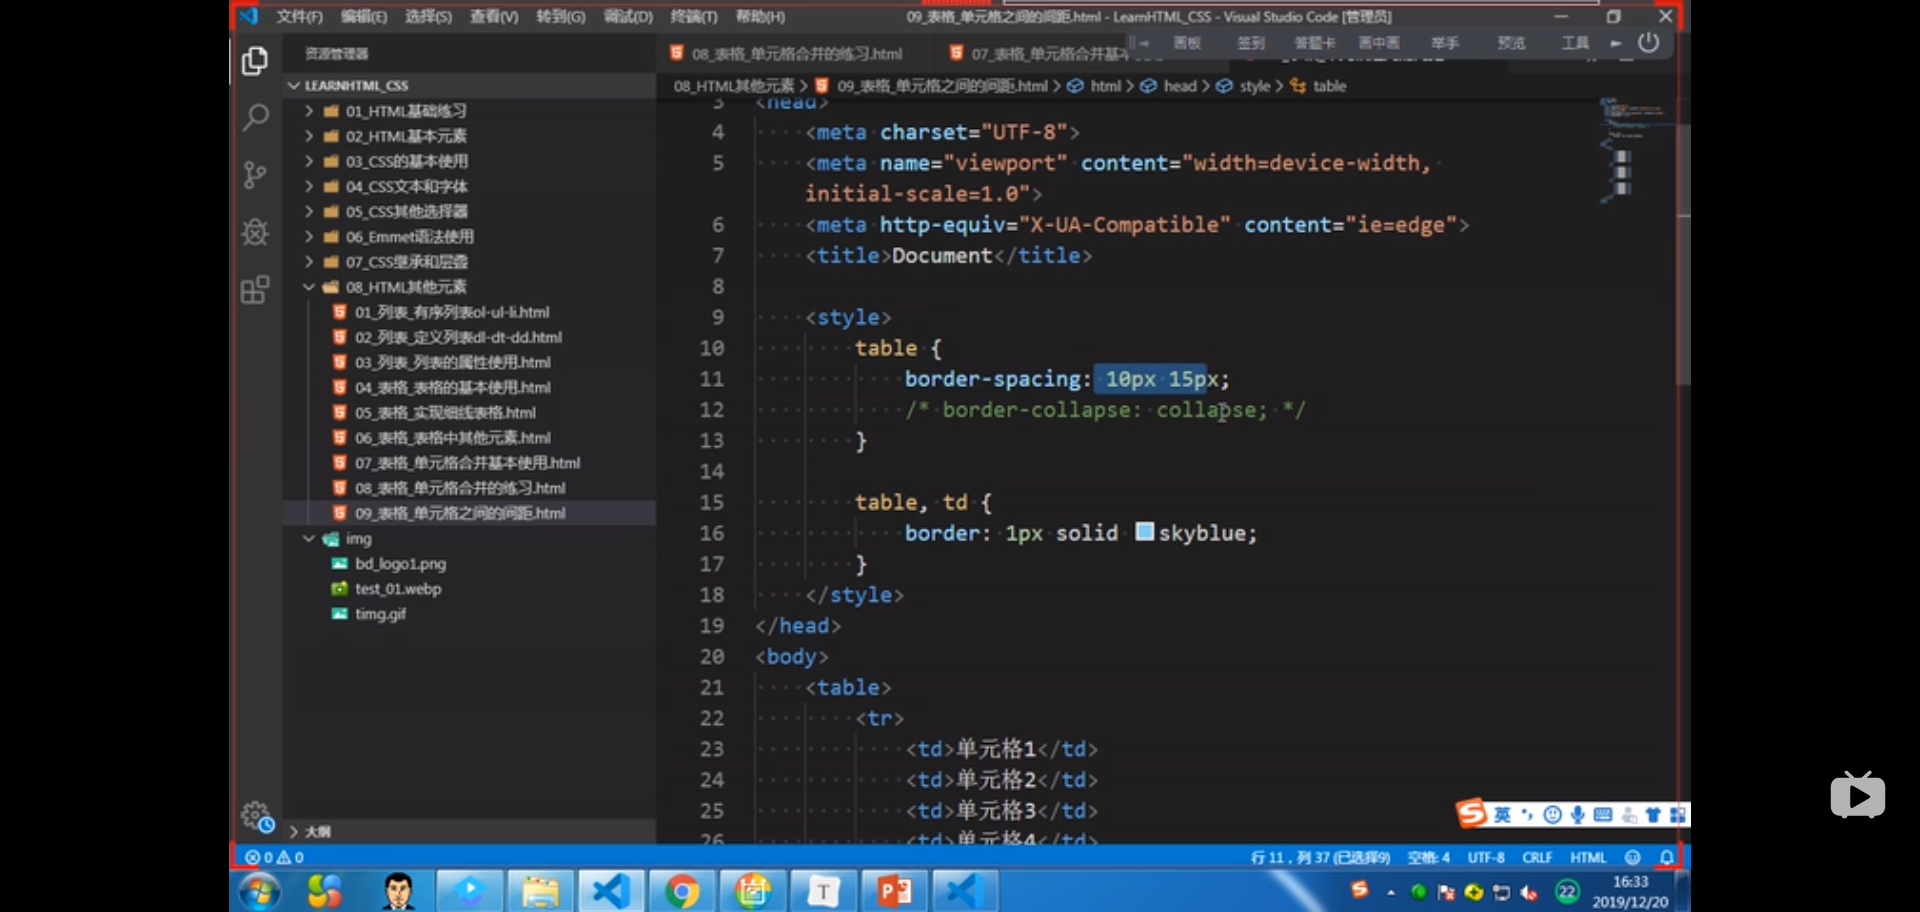 文件(F) 编辑(E) 选择(S) 查看(V) 转到(G) 调试(D) 终端(T) 帮助(H) 09_表格_单元格之间的间距.html - LearnHTML_CSS - Visual Studio Code [管理员]
画板 签到 答题卡 画中画 举手 预览 工具
资源管理器
08_表格_单元格合并的练习.html
07_表格_单元格合并基本
LEARNHTML_CSS
08_HTML其他元素 > 09_表格_单元格之间的间距.html > html > head > style > table
01_HTML基础练习
02_HTML基本元素
03_CSS的基本使用
04_CSS文本和字体
05_CSS其他选择器
06_Emmet语法使用
07_CSS继承和层叠
08_HTML其他元素
01_列表_有序列表ol-ul-li.html
02_列表_定义列表dl-dt-dd.html
03_列表_列表的属性使用.html
04_表格_表格的基本使用.html
05_表格_实现细线表格.html
06_表格_表格中其他元素.html
07_表格_单元格合并基本使用.html
08_表格_单元格合并的练习.html
09_表格_单元格之间的间距.html
img
bd_logo1.png
test_01.webp
timg.gif
大纲
3 <head>
4 <meta charset="UTF-8">
5 <meta name="viewport" content="width=device-width,
initial-scale=1.0">
6 <meta http-equiv="X-UA-Compatible" content="ie=edge">
7 <title>Document</title>
8
9 <style>
10 table {
11 border-spacing: 10px 15px;
12 /* border-collapse: collapse; */
13 }
14
15 table, td {
16 border: 1px solid skyblue;
17 }
18 </style>
19 </head>
20 <body>
21 <table>
22 <tr>
23 <td>单元格1</td>
24 <td>单元格2</td>
25 <td>单元格3</td>
26 <td>单元格4</td>
英
0 0 行 11，列 37 (已选择9) 空格: 4 UTF-8 CRLF HTML
22
16:33
2019/12/20